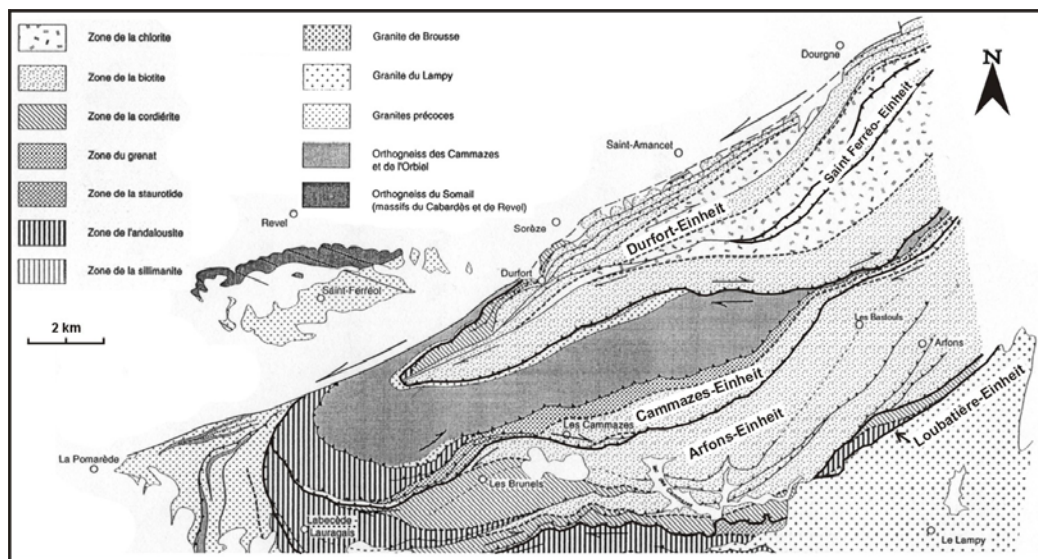 Zone de la chlorite
Zone de la biotite
Zone de la cordiérite
Zone du grenat
Zone de la staurotide
Zone de l'andalousite
Zone de la sillimanite
Granite de Brousse
Granite du Lampy
Granites précoces
Orthogneiss des Cammazes
et de l'Orbiel
Orthogneiss du Somail
(massifs du Cabardès et de Revel)
2 km
N
Dourgne
Saint-Amancet
Saint Ferréo- Einheit
Revel
Sorèze
Durfort-Einheit
Durfort
Saint-Ferréol
Les Bastouls
Arfons
Loubatière-Einheit
Cammazes-Einheit
Les Cammazes
Arfons-Einheit
La Pomarède
Les Brunels
Labécède
Lauragais
Le Lampy